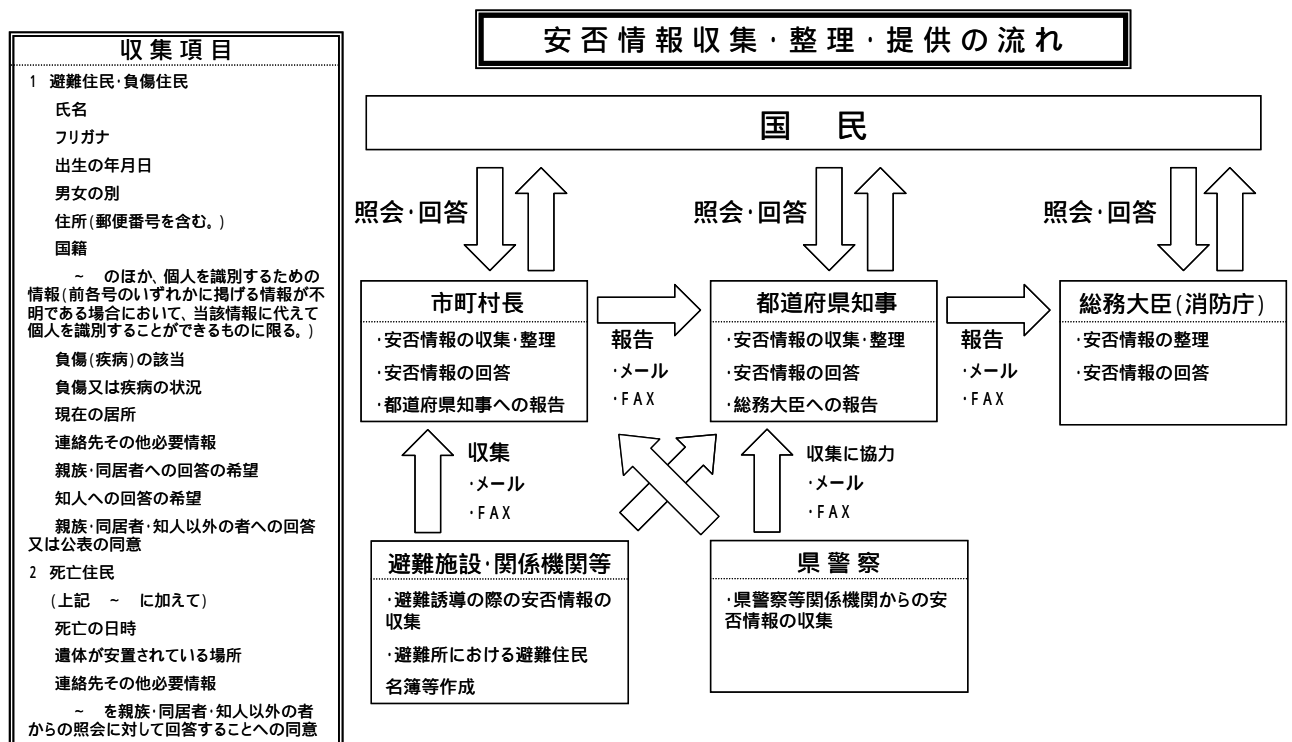 安否情報収集・整理・提供の流れ
収集項目
1 避難住民・負傷住民
氏名
フリガナ
出生の年月日
男女の別
住所(郵便番号を含む。)
国籍
～ のほか、個人を識別するための
情報(前各号のいずれかに掲げる情報が不
明である場合において、当該情報に代えて
個人を識別することができるものに限る。)
負傷(疾病)の該当
負傷又は疾病の状況
現在の居所
連絡先その他必要情報
親族・同居者への回答の希望
知人への回答の希望
親族・同居者・知人以外の者への回答
又は公表の同意
2 死亡住民
(上記 ～ に加えて)
死亡の日時
遺体が安置されている場所
連絡先その他必要情報
～ を親族・同居者・知人以外の者
からの照会に対して回答することへの同意
国 民
照会・回答
照会・回答
照会・回答
市町村長
・安否情報の収集・整理
・安否情報の回答
・都道府県知事への報告
報告
・メール
・FAX
都道府県知事
・安否情報の収集・整理
・安否情報の回答
・総務大臣への報告
報告
・メール
・FAX
総務大臣(消防庁)
・安否情報の整理
・安否情報の回答
収集
・メール
・FAX
収集に協力
・メール
・FAX
避難施設・関係機関等
・避難誘導の際の安否情報の
収集
・避難所における避難住民
名簿等作成
県警察
・県警察等関係機関からの安
否情報の収集